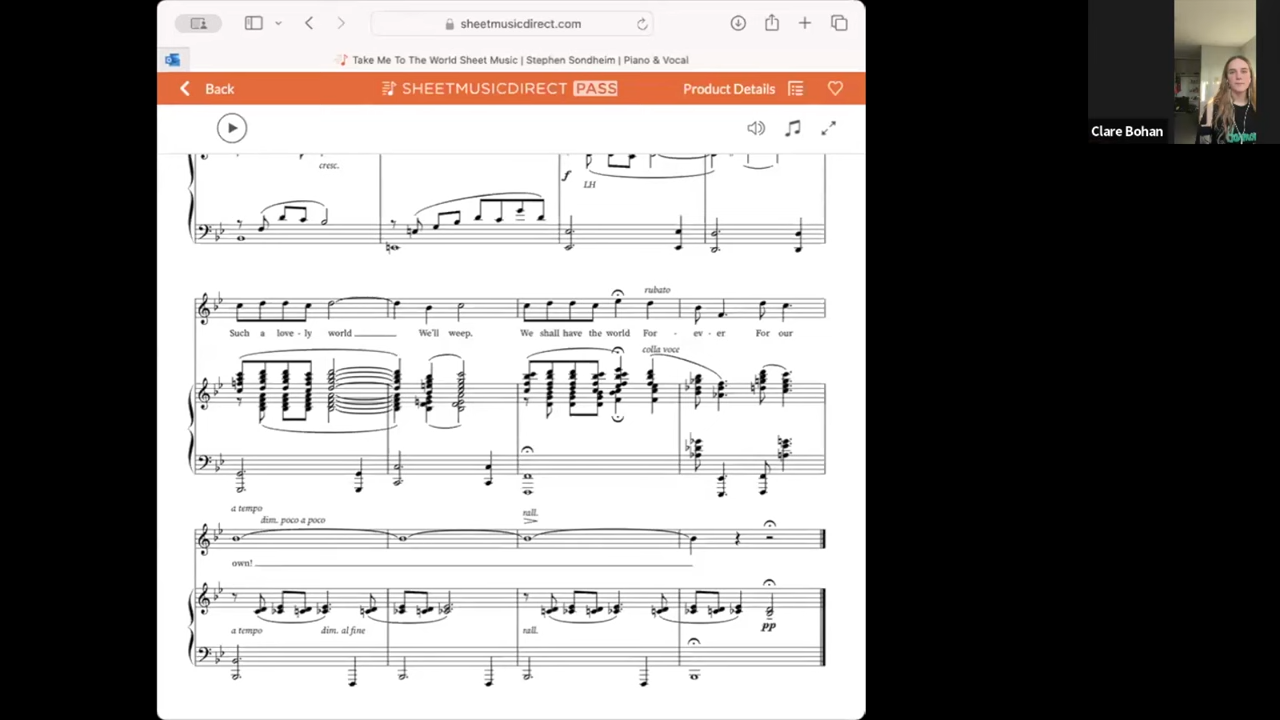 sheetmusicdirect.com
Take Me To The World Sheet Music | Stephen Sondheim | Piano & Vocal
Back
SHEETMUSICDIRECT PASS
Product Details
Clare Bohan
cresc.
f
LH
rubato
Such a love - ly world We'll weep. We shall have the world For - ev - er For our
colla voce
a tempo
dim. poco a poco
rall.
own!
a tempo dim. al fine rall. pp